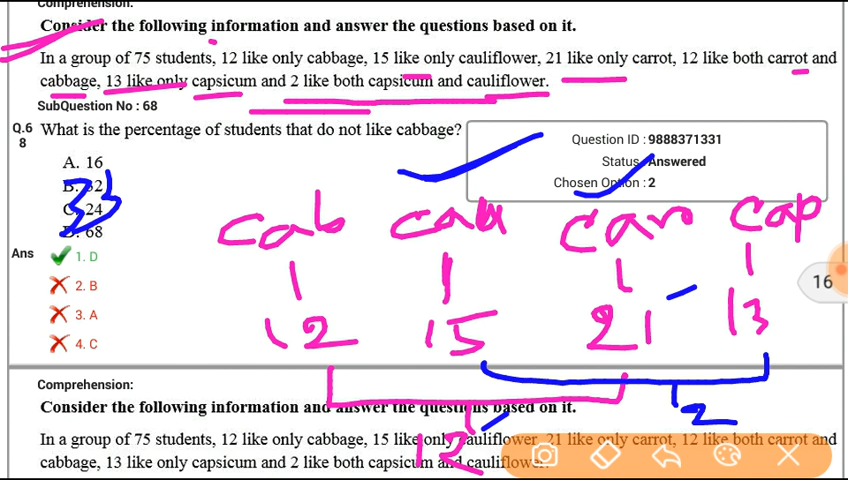 Comprehension:
Consider the following information and answer the questions based on it.
In a group of 75 students, 12 like only cabbage, 15 like only cauliflower, 21 like only carrot, 12 like both carrot and
cabbage, 13 like only capsicum and 2 like both capsicum and cauliflower.
SubQuestion No : 68
Q.6
8
What is the percentage of students that do not like cabbage?
Question ID : 9888371331
Status : Answered
Chosen Option : 2
A. 16
B. 32
C. 24
D. 68
33
Cab
Car
Cap
12
15
21
13
Ans
1. D
2. B
3. A
4. C
16
12
2
Comprehension:
Consider the following information and answer the questions based on it.
In a group of 75 students, 12 like only cabbage, 15 like only cauliflower, 21 like only carrot, 12 like both carrot and
cabbage, 13 like only capsicum and 2 like both capsicum and cauliflower.